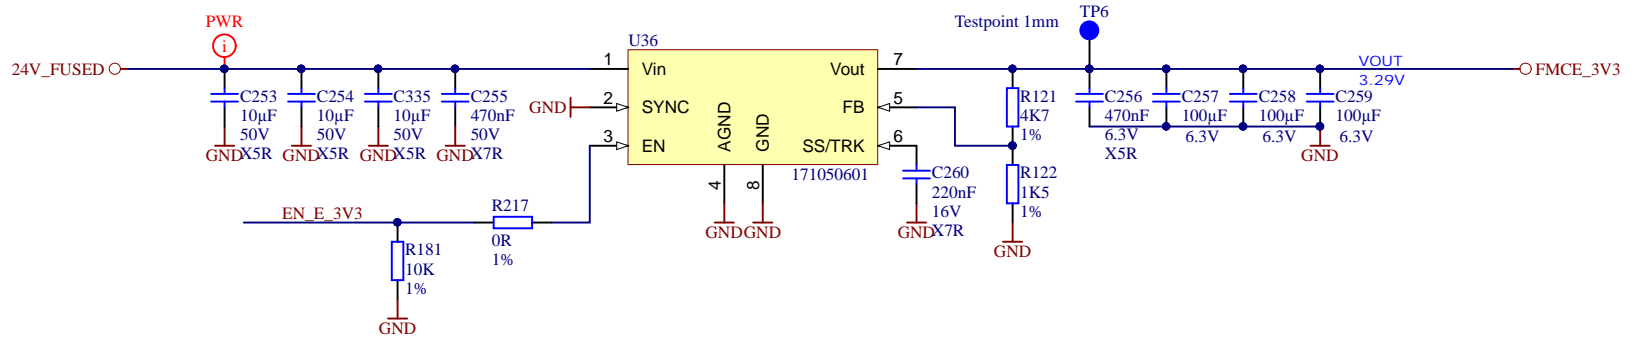 PWR
i
24V_FUSED
C253
10µF
50V
X5R
GND
C254
10µF
50V
X5R
GND
C335
10µF
50V
X5R
GND
C255
470nF
50V
X7R
GND
U36
1
Vin
GND
2
SYNC
3
EN
AGND
4
GND
8
GND
GND
7
Vout
5
FB
6
SS/TRK
171050601
EN_E_3V3
R217
0R
1%
R181
10K
1%
GND
C260
220nF
16V
X7R
GND
R121
4K7
1%
R122
1K5
1%
GND
Testpoint 1mm
TP6
C256
470nF
6.3V
X5R
C257
100µF
6.3V
C258
100µF
6.3V
C259
100µF
6.3V
GND
VOUT
3.29V
FMCE_3V3